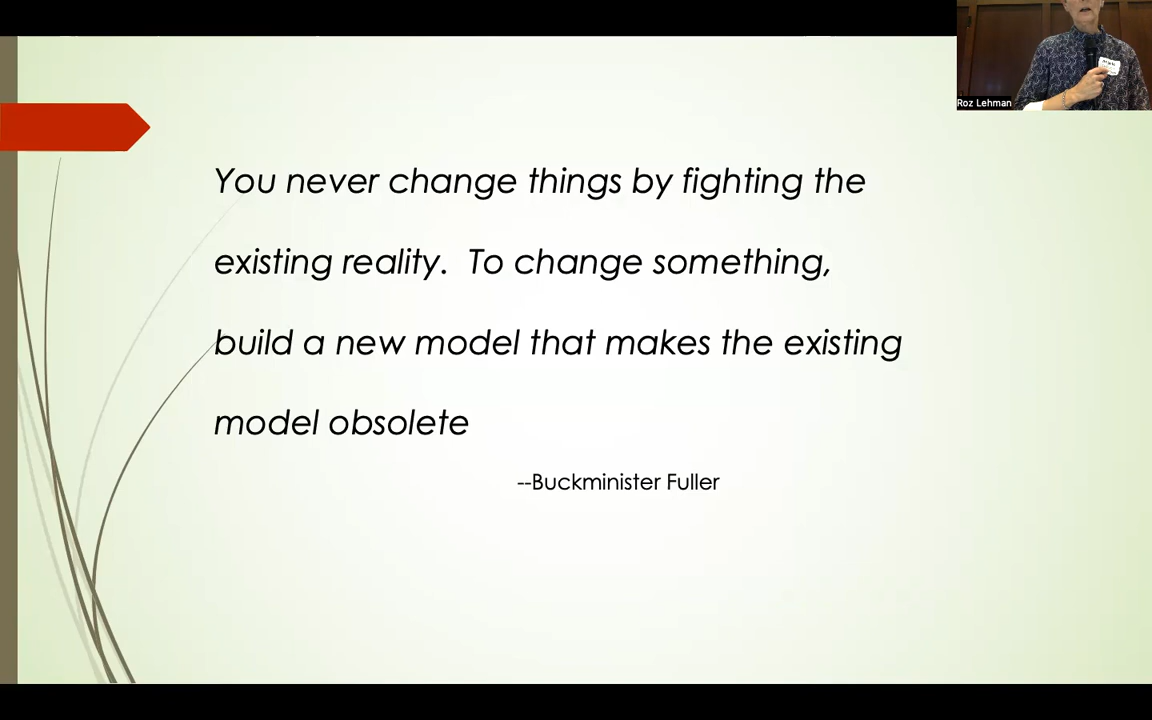 Roz Lehman
You never change things by fighting the
existing reality.  To change something,
build a new model that makes the existing
model obsolete
--Buckminister Fuller